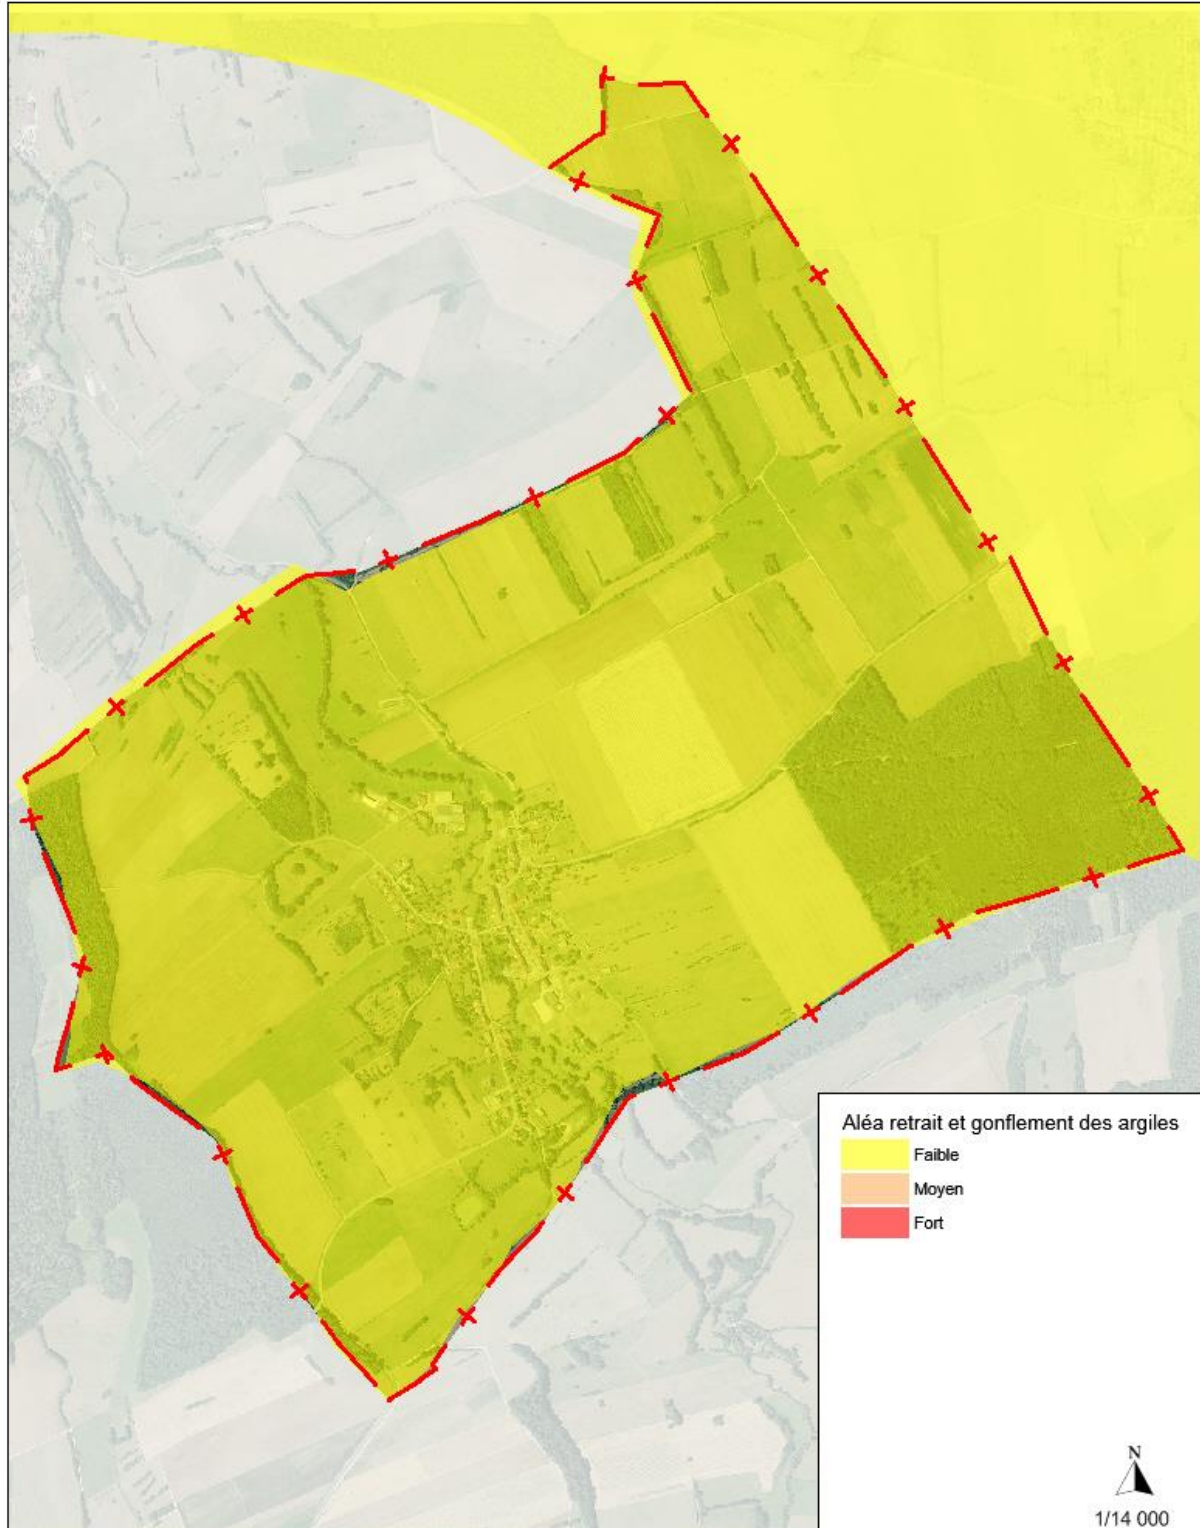 Aléa retrait et gonflement des argiles
Faible
Moyen
Fort
N
1/14 000